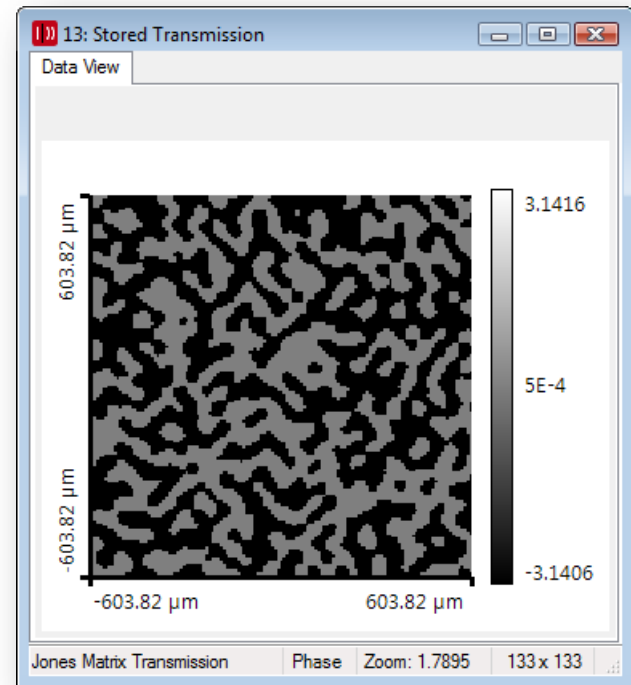 13: Stored Transmission
Data View
603.82 µm
-603.82 µm
3.1416
5E-4
-3.1406
-603.82 µm 603.82 µm
Jones Matrix Transmission Phase Zoom: 1.7895 133 x 133